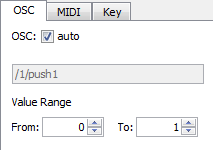 OSC MIDI Key
OSC: auto
/1/push1
Value Range
From: 0 To: 1